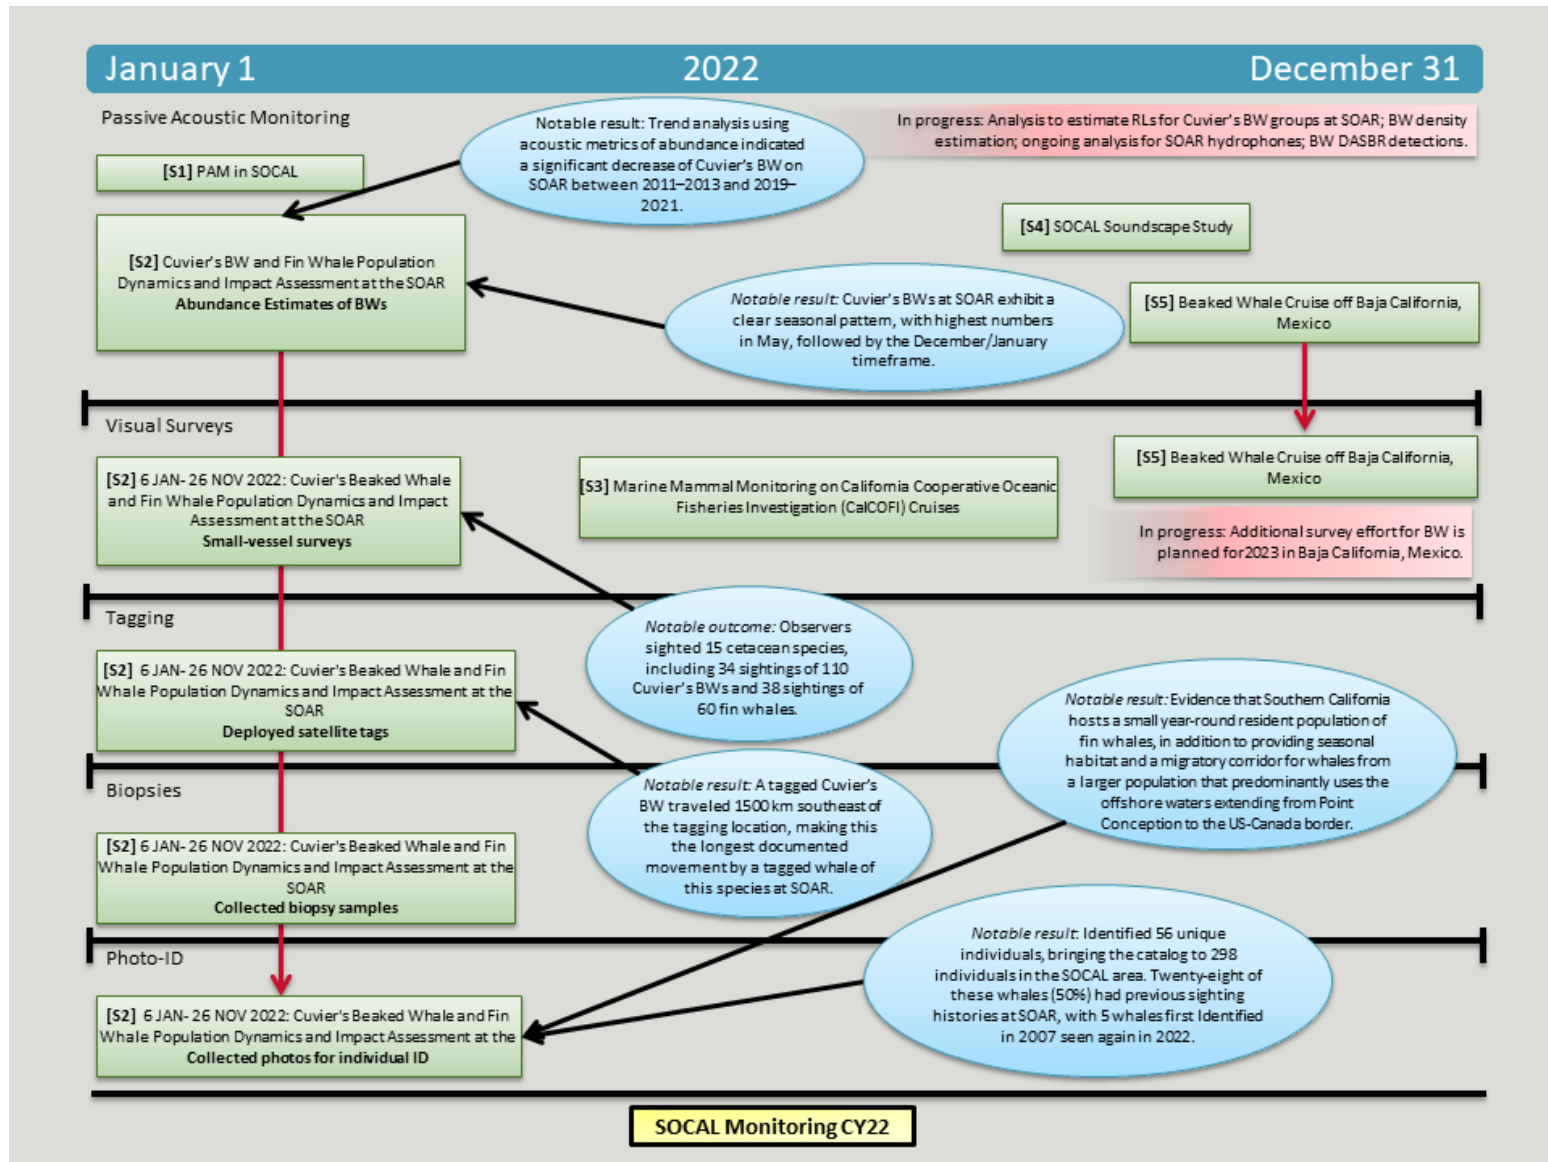 January 1
2022
December 31
Passive Acoustic Monitoring
Notable result: Trend analysis using
acoustic metrics of abundance indicated
a significant decrease of Cuvier's BW on
SOAR between 2011–2013 and 2019–
2021.
In progress: Analysis to estimate RLs for Cuvier's BW groups at SOAR; BW density
estimation; ongoing analysis for SOAR hydrophones; BW DASBR detections.
[S1] PAM in SOCAL
[S4] SOCAL Soundscape Study
[S2] Cuvier's BW and Fin Whale Population
Dynamics and Impact Assessment at the SOAR
Abundance Estimates of BWs
Notable result: Cuvier's BWs at SOAR exhibit a
clear seasonal pattern, with highest numbers
in May, followed by the December/January
timeframe.
[S5] Beaked Whale Cruise off Baja California,
Mexico
Visual Surveys
[S2] 6 JAN- 26 NOV 2022: Cuvier's Beaked Whale
and Fin Whale Population Dynamics and Impact
Assessment at the SOAR
Small-vessel surveys
[S3] Marine Mammal Monitoring on California Cooperative Oceanic
Fisheries Investigation (CalCOFI) Cruises
[S5] Beaked Whale Cruise off Baja California,
Mexico
In progress: Additional survey effort for BW is
planned for 2023 in Baja California, Mexico.
Tagging
Notable outcome: Observers
sighted 15 cetacean species,
including 34 sightings of 110
Cuvier's BWs and 38 sightings of
60 fin whales.
[S2] 6 JAN- 26 NOV 2022: Cuvier's Beaked Whale and Fin
Whale Population Dynamics and Impact Assessment at the
SOAR
Deployed satellite tags
Notable result: Evidence that Southern California
hosts a small year-round resident population of
fin whales, in addition to providing seasonal
habitat and a migratory corridor for whales from
a larger population that predominantly uses the
offshore waters extending from Point
Conception to the US-Canada border.
Biopsies
Notable result: A tagged Cuvier's
BW traveled 1500 km southeast of
the tagging location, making this
the longest documented
movement by a tagged whale of
this species at SOAR.
[S2] 6 JAN- 26 NOV 2022: Cuvier's Beaked Whale and Fin
Whale Population Dynamics and Impact Assessment at the
SOAR
Collected biopsy samples
Photo-ID
Notable result: Identified 56 unique
individuals, bringing the catalog to 298
individuals in the SOCAL area. Twenty-eight of
these whales (50%) had previous sighting
histories at SOAR, with 5 whales first Identified
in 2007 seen again in 2022.
[S2] 6 JAN- 26 NOV 2022: Cuvier's Beaked Whale and Fin
Whale Population Dynamics and Impact Assessment at the
Collected photos for individual ID
SOCAL Monitoring CY22